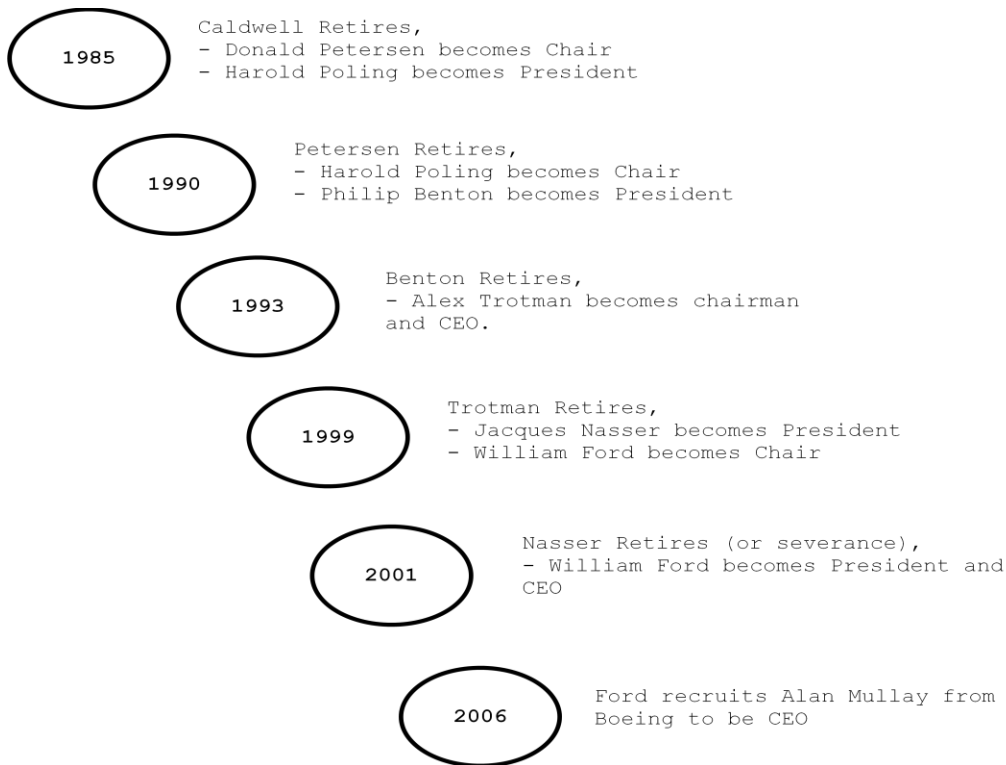 Caldwell Retires,
1985
- Donald Petersen becomes Chair
- Harold Poling becomes President
Petersen Retires,
1990
- Harold Poling becomes Chair
- Philip Benton becomes President
Benton Retires,
1993
- Alex Trotman becomes chairman
and CEO.
Trotman Retires,
1999
- Jacques Nasser becomes President
- William Ford becomes Chair
Nasser Retires (or severance),
2001
- William Ford becomes President and
CEO
Ford recruits Alan Mullay from
2006
Boeing to be CEO